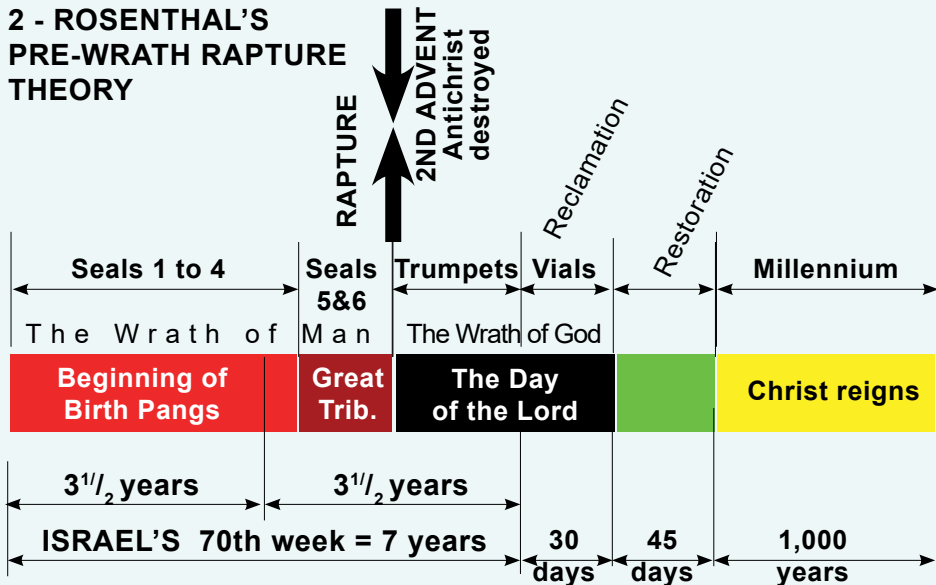 2 - ROSENTHAL'S
PRE-WRATH RAPTURE
THEORY
RAPTURE
2ND ADVENT
Antichrist
destroyed
Reclamation
Restoration
Seals 1 to 4
Seals
5&6
Trumpets
Vials
Millennium
The Wrath of Man
The Wrath of God
Beginning of
Birth Pangs
Great
Trib.
The Day
of the Lord
Christ reigns
3 1/2 years
3 1/2 years
ISRAEL'S 70th week = 7 years
30
days
45
days
1,000
years